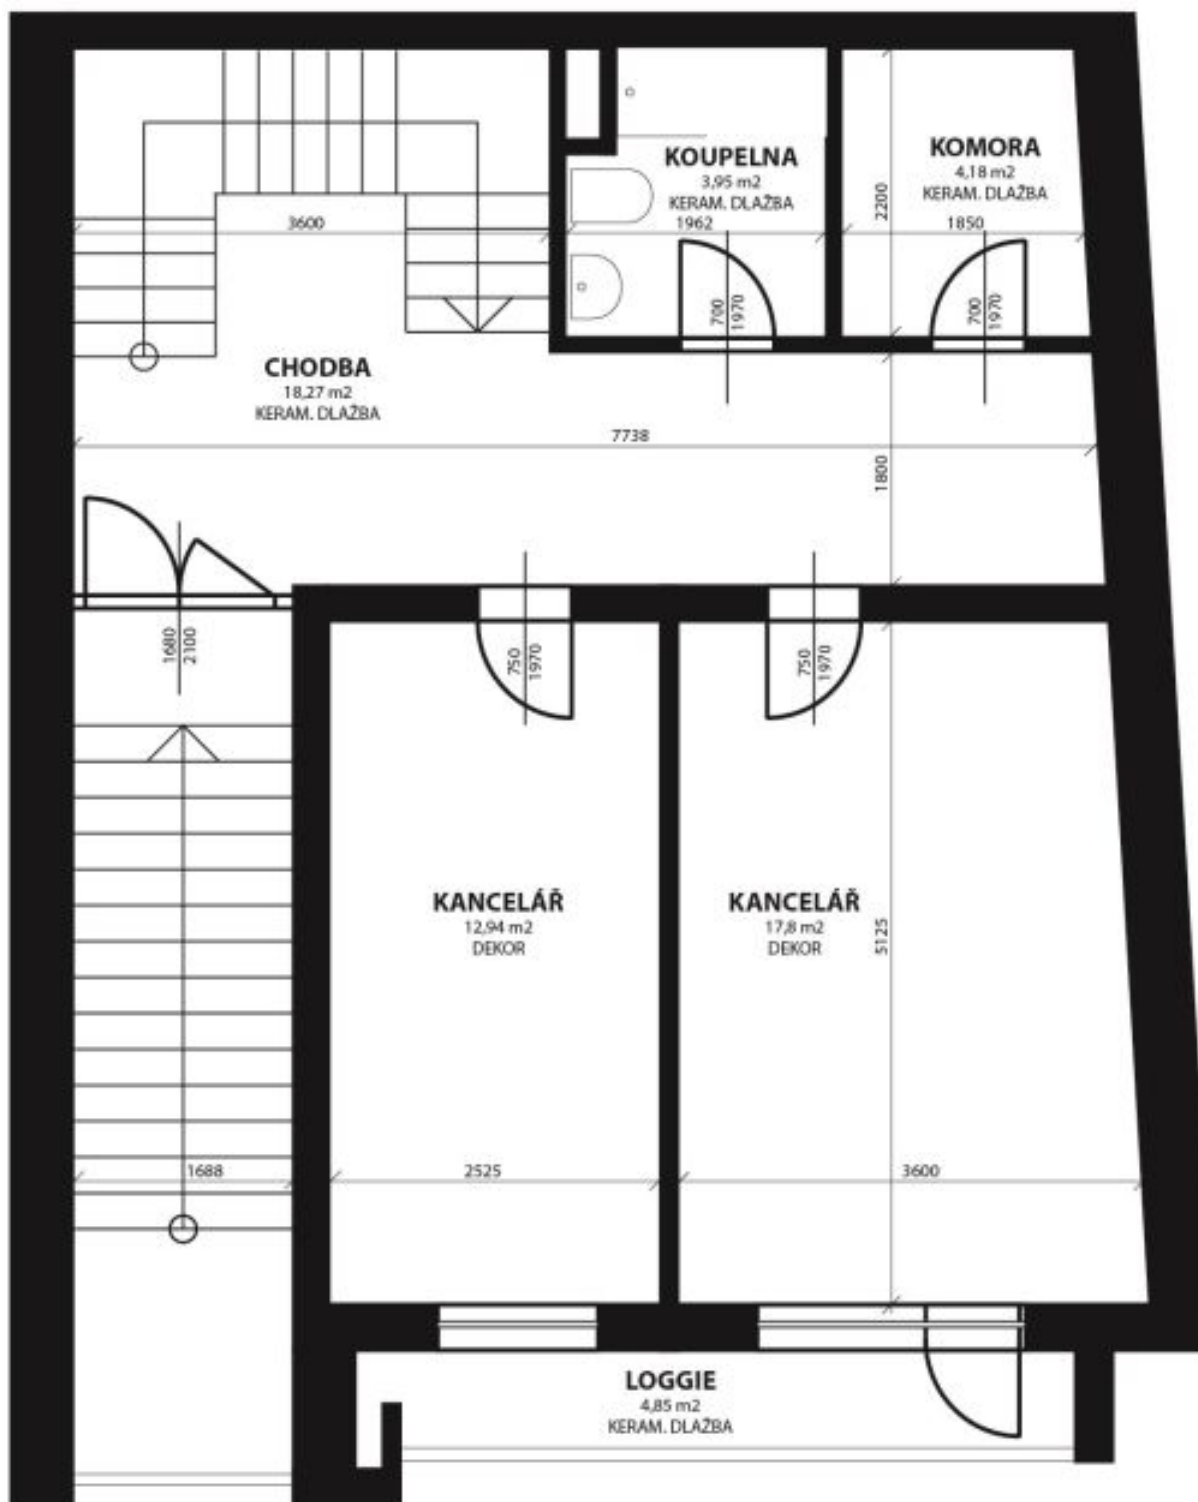 KOUPELNA
3,95 m2
KERAM. DLAŽBA
1962
KOMORA
4,18 m2
KERAM. DLAŽBA
1850
2200
3600
700
1970
700
1970
CHODBA
18,27 m2
KERAM. DLAŽBA
7738
1800
1680
2100
750
1970
750
1970
KANCELÁŘ
12,94 m2
DEKOR
KANCELÁŘ
17,8 m2
DEKOR
5125
1688
2525
3600
LOGGIE
4,85 m2
KERAM. DLAŽBA